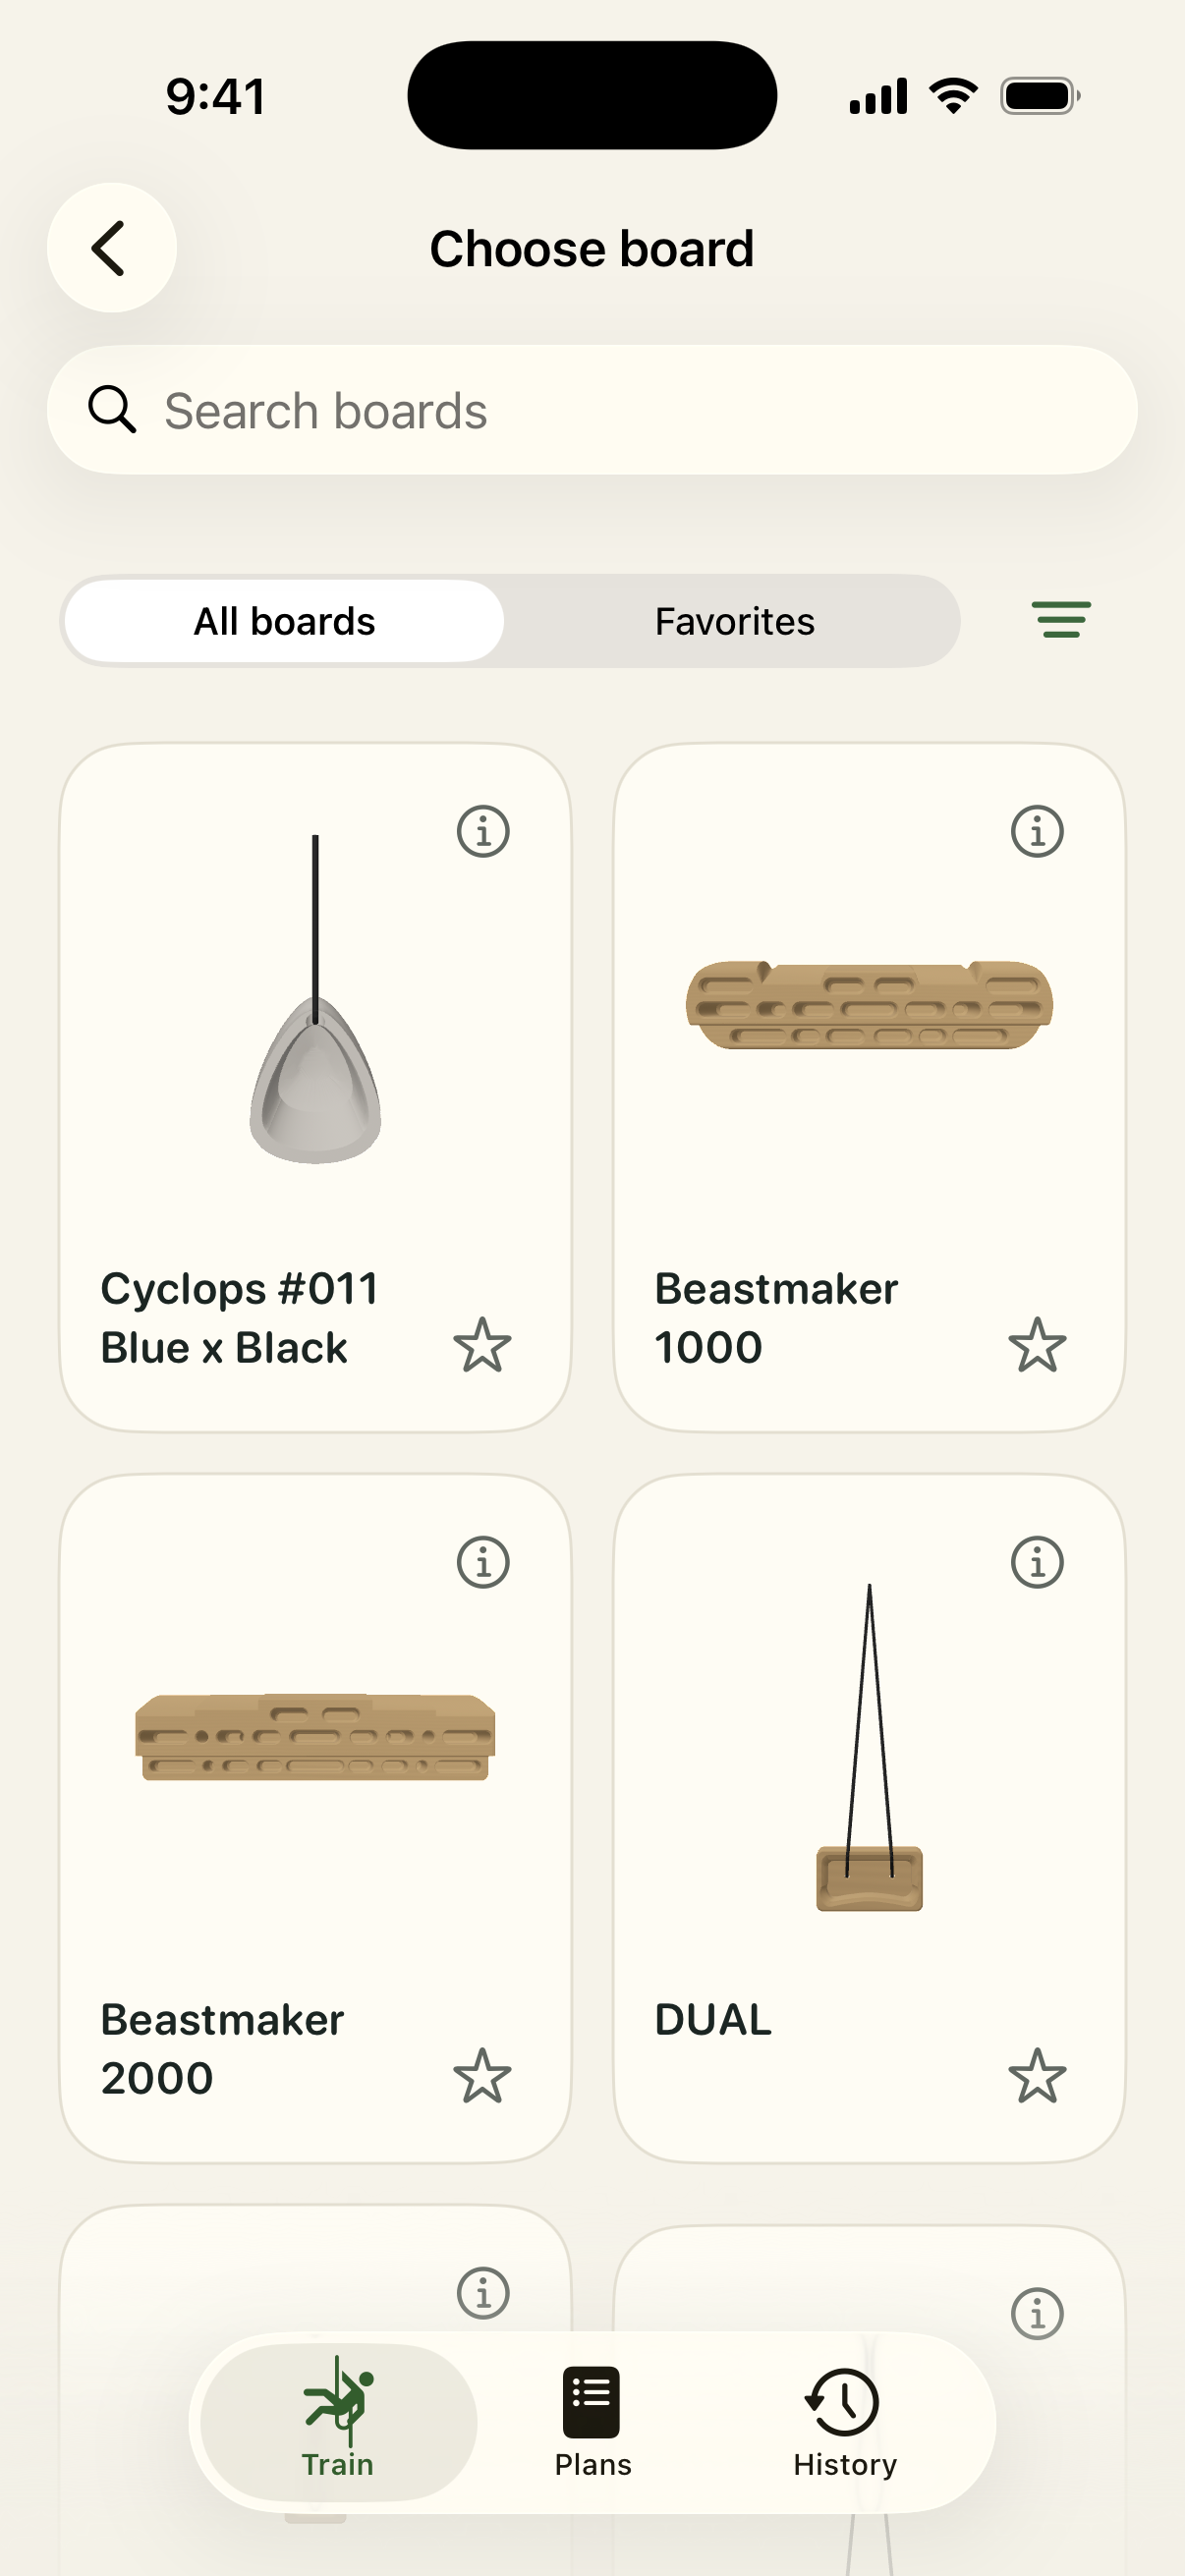 9:41
Choose board
Search boards
All boards
Favorites
Cyclops #011
Blue x Black
Beastmaker
1000
Beastmaker
2000
DUAL
Train
Plans
History